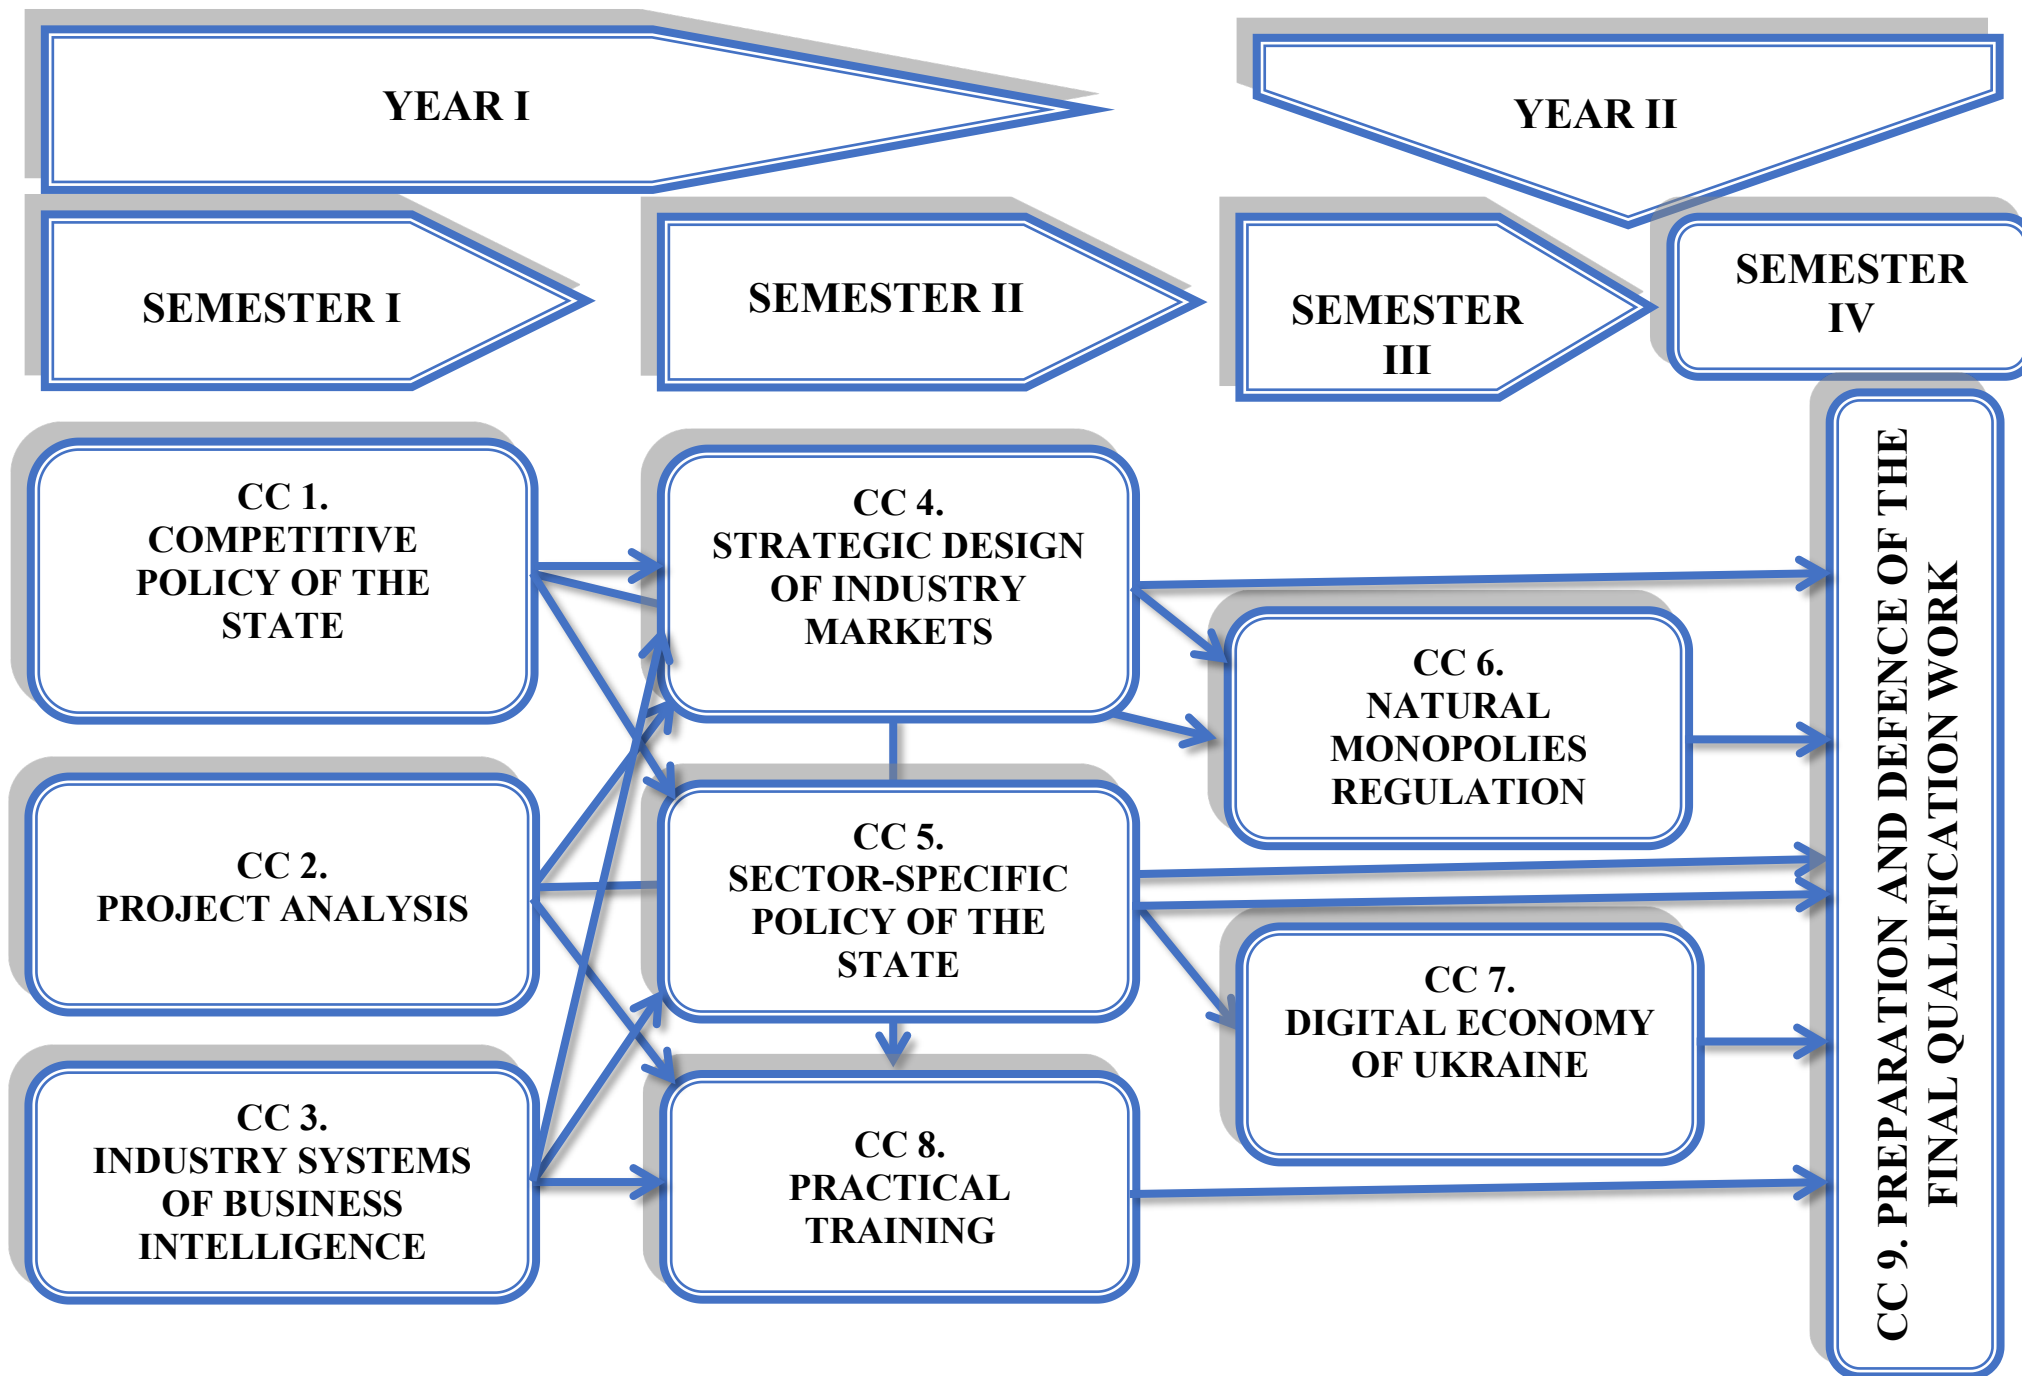 YEAR I
YEAR II
SEMESTER I
SEMESTER II
SEMESTER
III
SEMESTER
IV
CC 1.
COMPETITIVE
POLICY OF THE
STATE
CC 2.
PROJECT ANALYSIS
CC 3.
INDUSTRY SYSTEMS
OF BUSINESS
INTELLIGENCE
CC 4.
STRATEGIC DESIGN
OF INDUSTRY
MARKETS
CC 5.
SECTOR-SPECIFIC
POLICY OF THE
STATE
CC 8.
PRACTICAL
TRAINING
CC 6.
NATURAL
MONOPOLIES
REGULATION
CC 7.
DIGITAL ECONOMY
OF UKRAINE
CC 9. PREPARATION AND DEFENCE OF THE
FINAL QUALIFICATION WORK